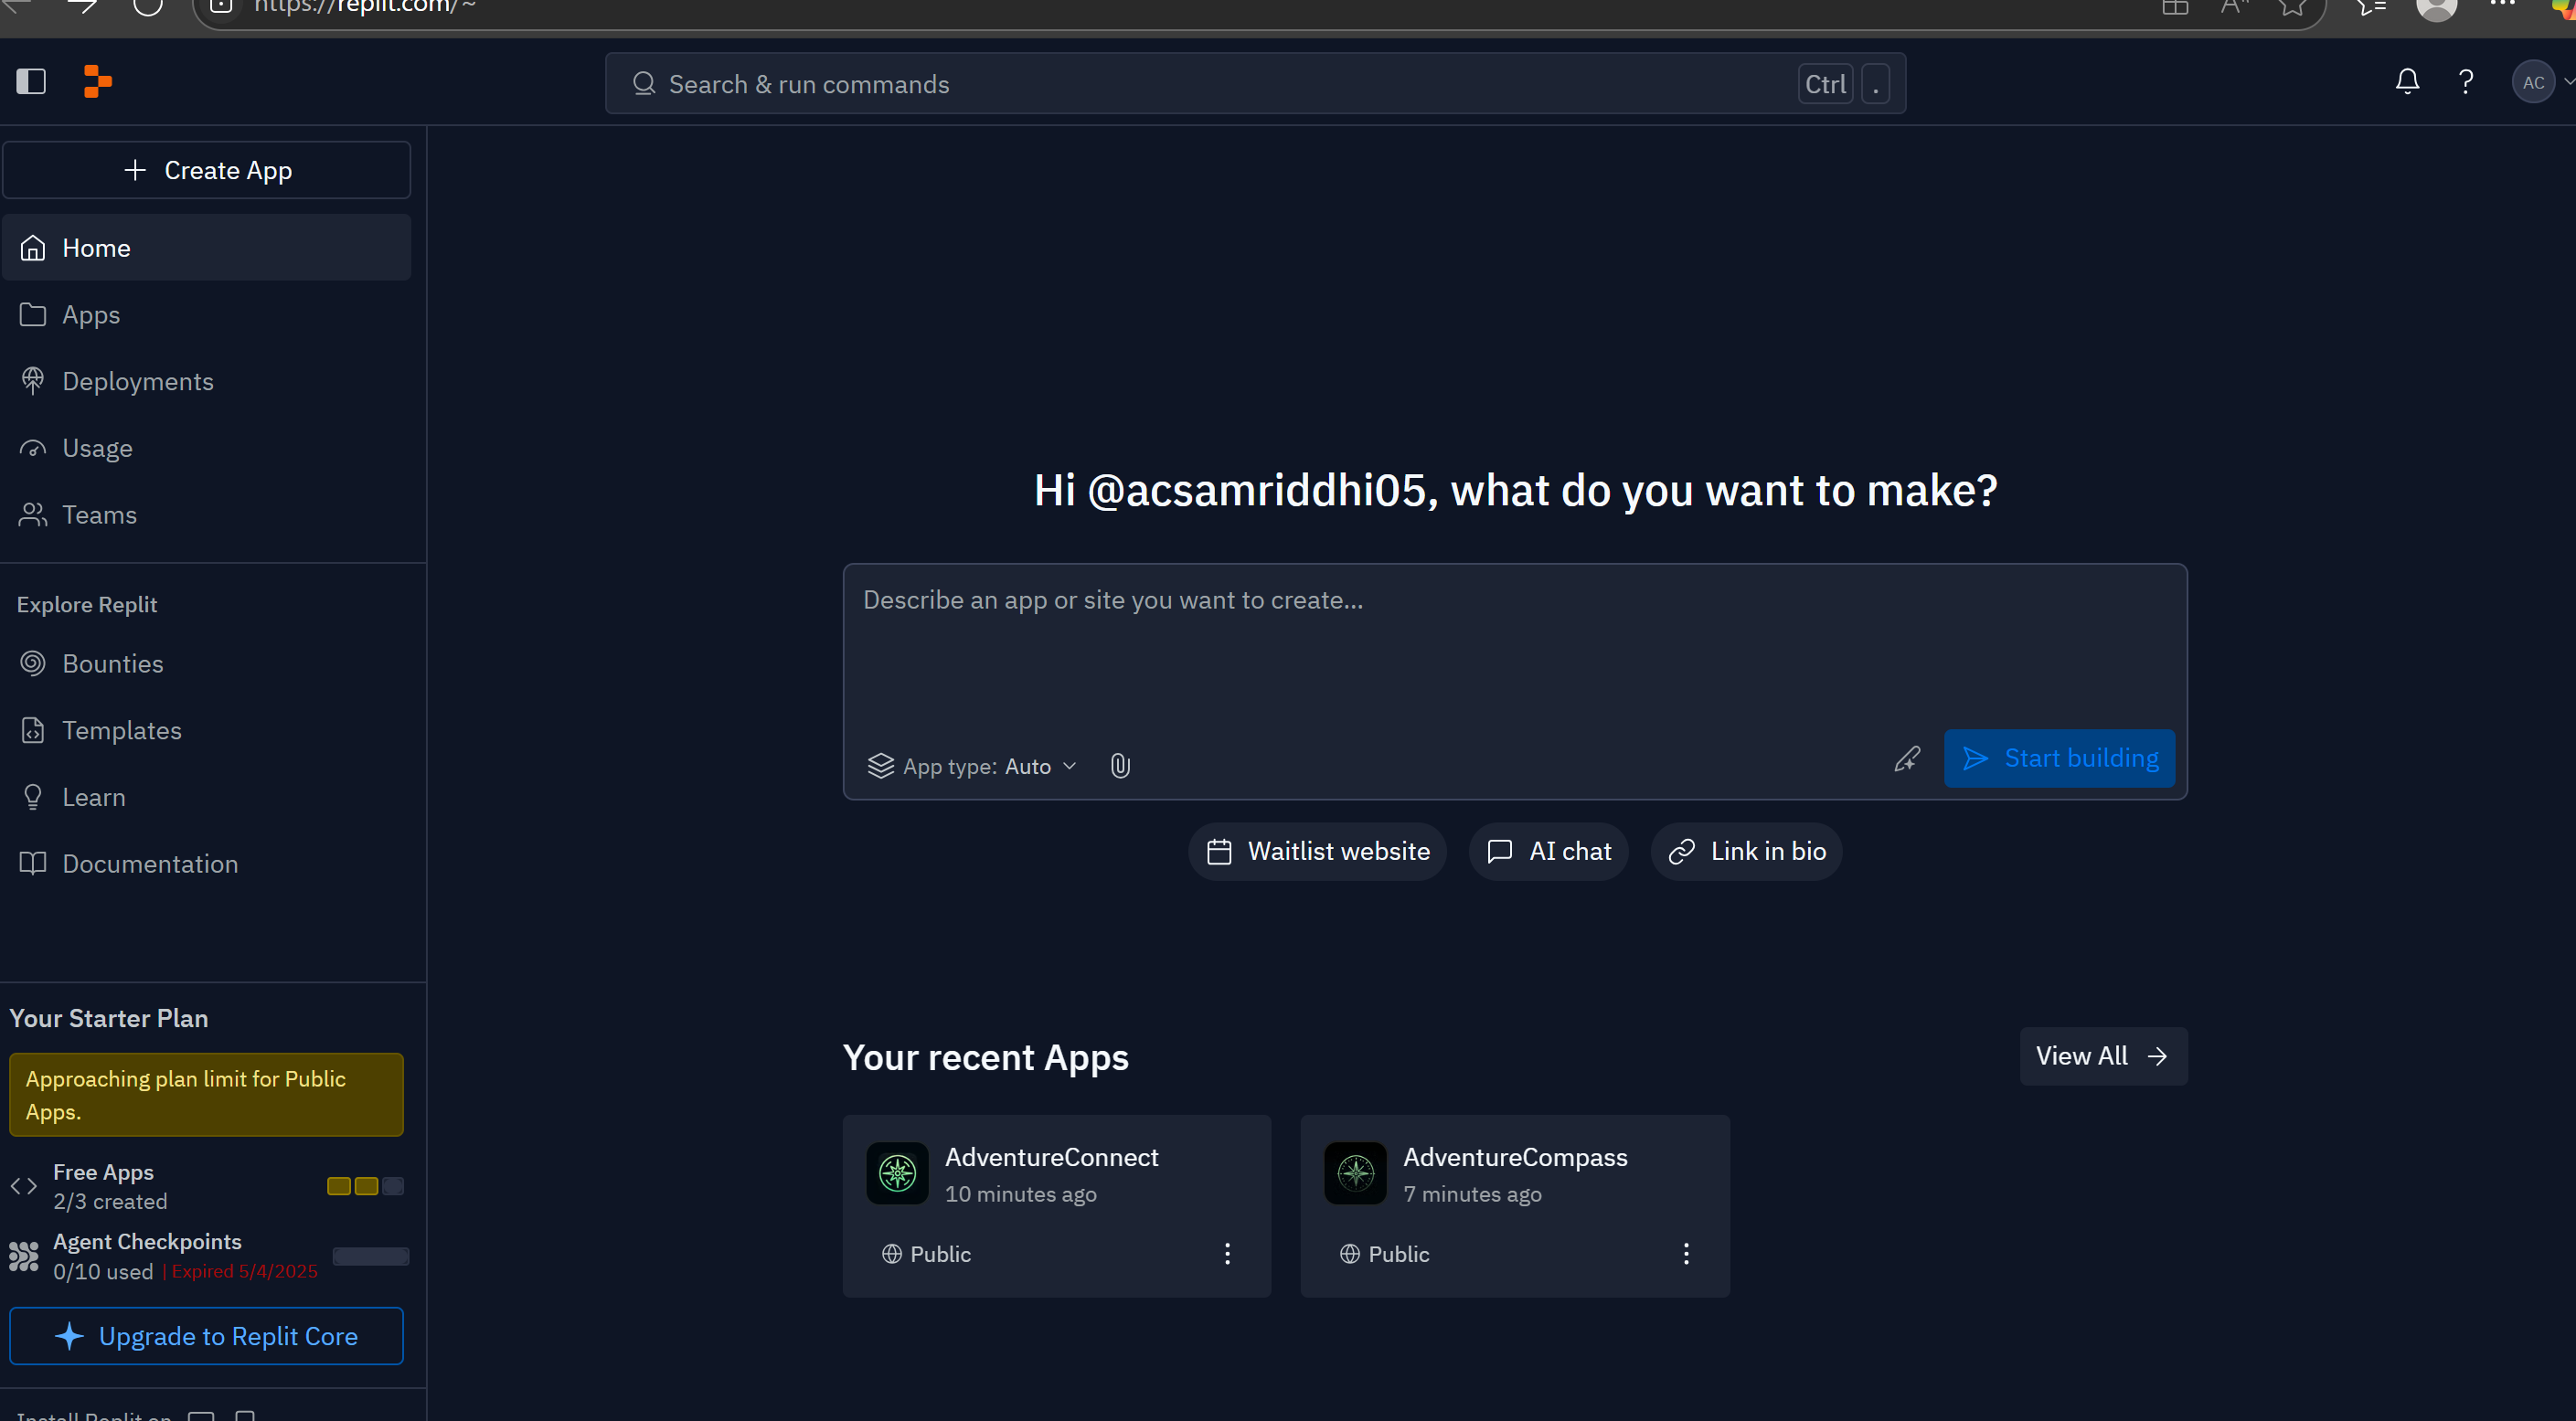 https://replit.com/~
Search & run commands
Ctrl .
AC
Create App
Home
Apps
Deployments
Usage
Teams
Explore Replit
Bounties
Templates
Learn
Documentation
Your Starter Plan
Approaching plan limit for Public
Apps.
Free Apps
2/3 created
Agent Checkpoints
0/10 used | Expired 5/4/2025
Upgrade to Replit Core
Install Replit on
Hi @acsamriddhi05, what do you want to make?
Describe an app or site you want to create...
App type: Auto
Start building
Waitlist website
AI chat
Link in bio
Your recent Apps
View All
AdventureConnect
10 minutes ago
Public
AdventureCompass
7 minutes ago
Public